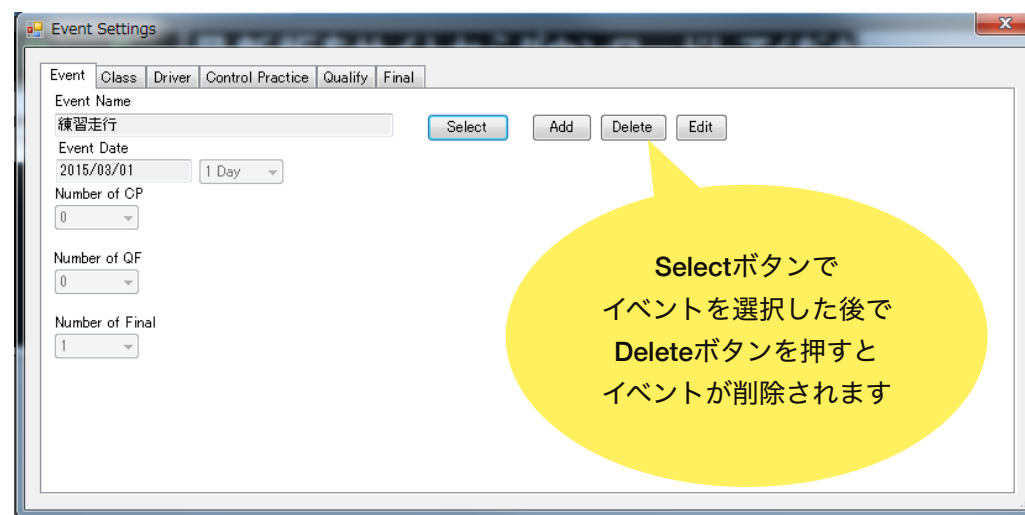 Event Settings
Event Class Driver Control Practice Qualify Final
Event Name
練習走行 Select Add Delete Edit
Event Date
2015/03/01 1 Day
Number of CP
0
Number of QF
0
Number of Final
1
Selectボタンで
イベントを選択した後で
Deleteボタンを押すと
イベントが削除されます